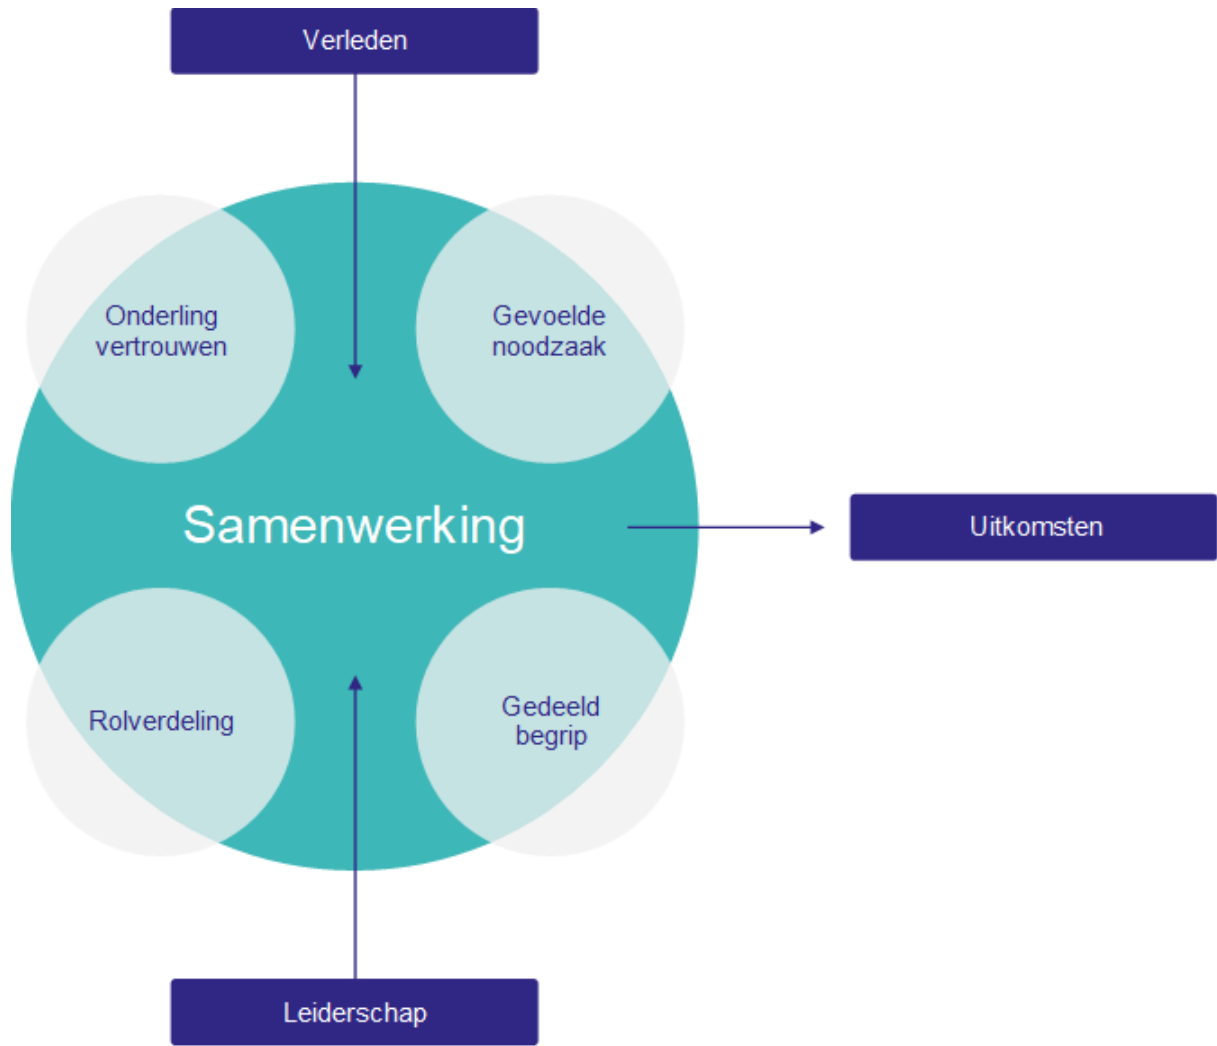 Verleden
Onderling
vertrouwen
Gevoelde
noodzaak
Samenwerking
Uitkomsten
Rolverdeling
Gedeeld
begrip
Leiderschap